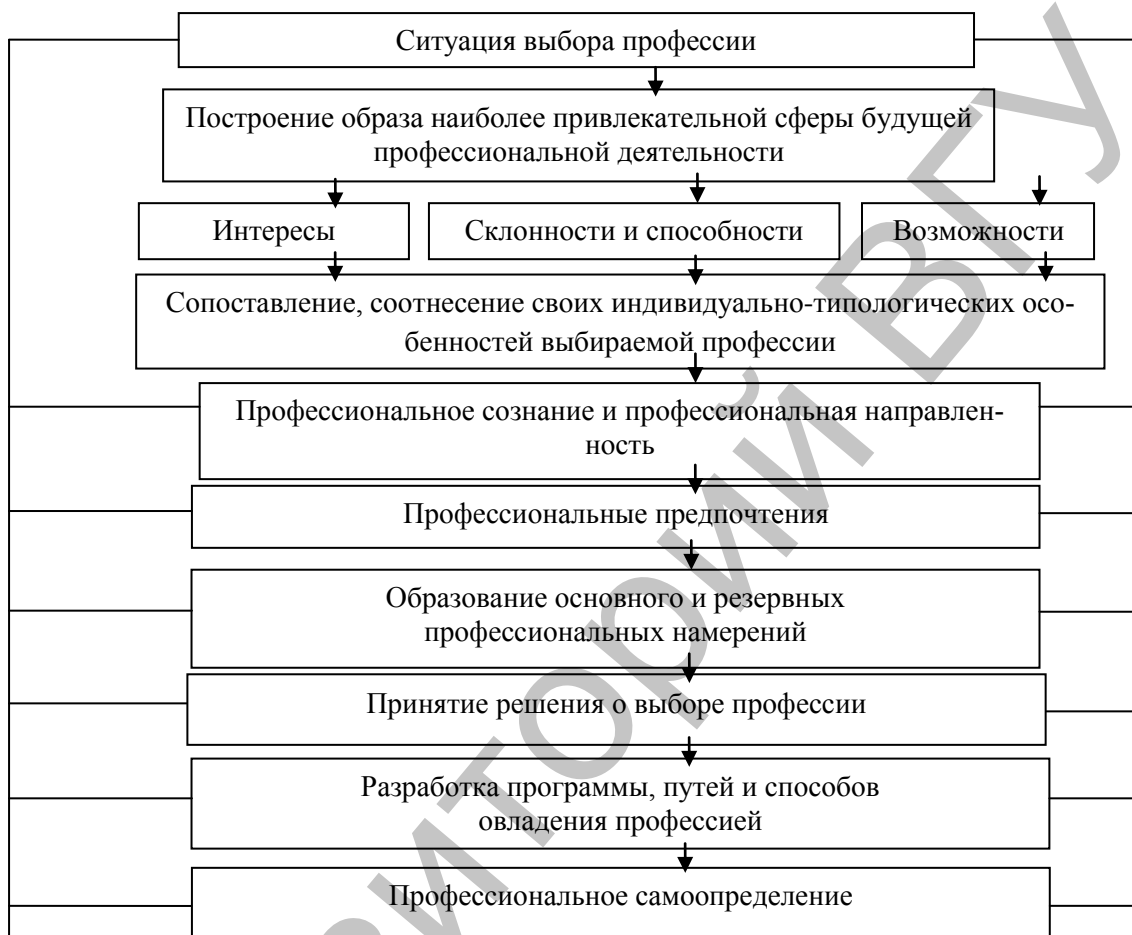 Ситуация выбора профессии
Построение образа наиболее привлекательной сферы будущей
профессиональной деятельности
Интересы
Склонности и способности
Возможности
Сопоставление, соотнесение своих индивидуально-типологических осо-
бенностей выбираемой профессии
Профессиональное сознание и профессиональная направлен-
ность
Профессиональные предпочтения
Образование основного и резервных
профессиональных намерений
Принятие решения о выборе профессии
Разработка программы, путей и способов
овладения профессией
Профессиональное самоопределение
зиторий ВГУ